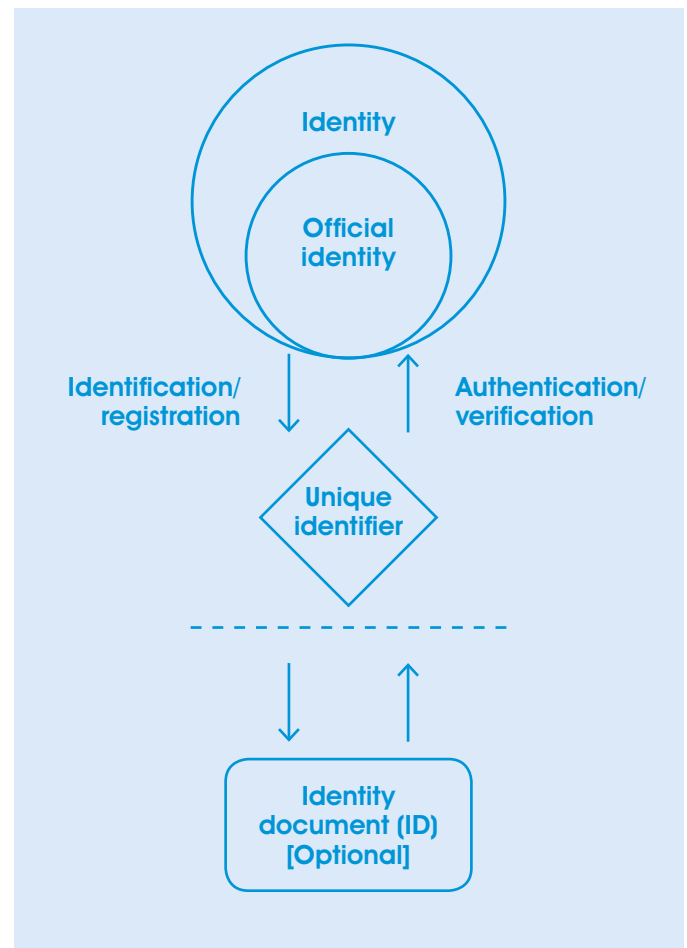 Identity
Official
identity
Identification/
registration
Authentication/
verification
Unique
identifier
Identity
document (ID)
[Optional]